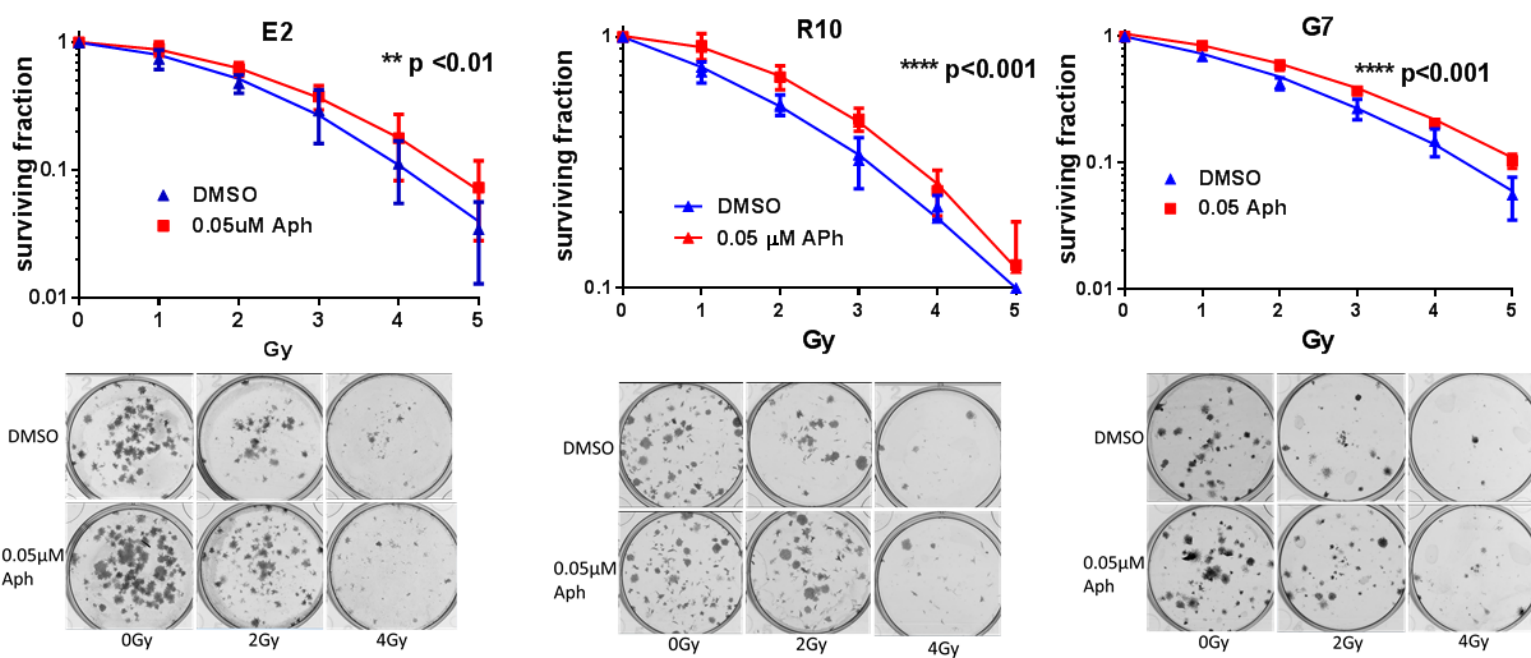 E2
** p <0.01
surviving fraction
1
0.1
0.01
DMSO
0.05uM Aph
0 1 2 3 4 5
Gy
R10
**** p<0.001
surviving fraction
1
0.1
DMSO
0.05 μM APh
0 1 2 3 4 5
Gy
G7
**** p<0.001
surviving fraction
1
0.1
0.01
DMSO
0.05 Aph
0 1 2 3 4 5
Gy
DMSO
0.05μM
Aph
0Gy 2Gy 4Gy
DMSO
0.05μM
Aph
0Gy 2Gy 4Gy
DMSO
0.05μM
Aph
0Gy 2Gy 4Gy